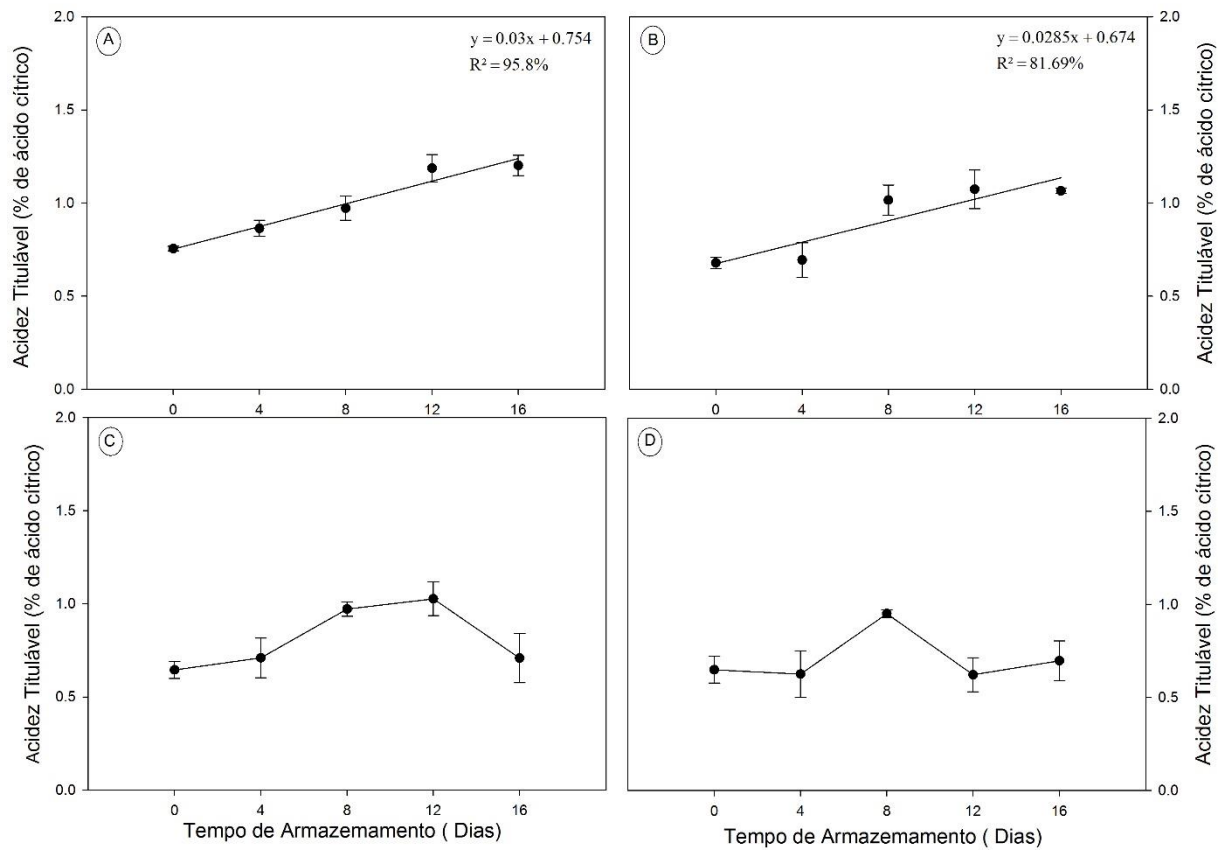 A
y = 0.03x + 0.754
R² = 95.8%
Acidez Titulável (% de ácido cítrico)
2.0
1.5
1.0
0.5
0.0
0 4 8 12 16
B
y = 0.0285x + 0.674
R² = 81.69%
2.0
1.5
1.0
0.5
0.0
Acidez Titulável (% de ácido cítrico)
0 4 8 12 16
C
Acidez Titulável (% de ácido cítrico)
2.0
1.5
1.0
0.5
0.0
0 4 8 12 16
Tempo de Armazemamento ( Dias)
D
2.0
1.5
1.0
0.5
0.0
Acidez Titulável (% de ácido cítrico)
0 4 8 12 16
Tempo de Armazemamento ( Dias)